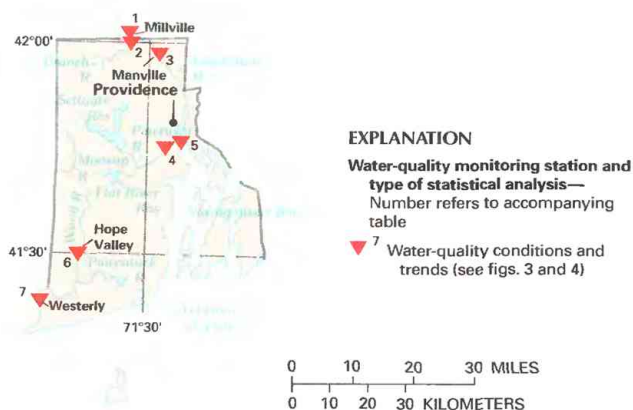 1
Millville
42°00'
2
3
Manville
Providence
5
4
Hope
Valley
41°30'
6
7
Westerly
71°30'
EXPLANATION
Water-quality monitoring station and
type of statistical analysis—
Number refers to accompanying
table
7 Water-quality conditions and
trends (see figs. 3 and 4)
0 10 20 30 MILES
0 10 20 30 KILOMETERS